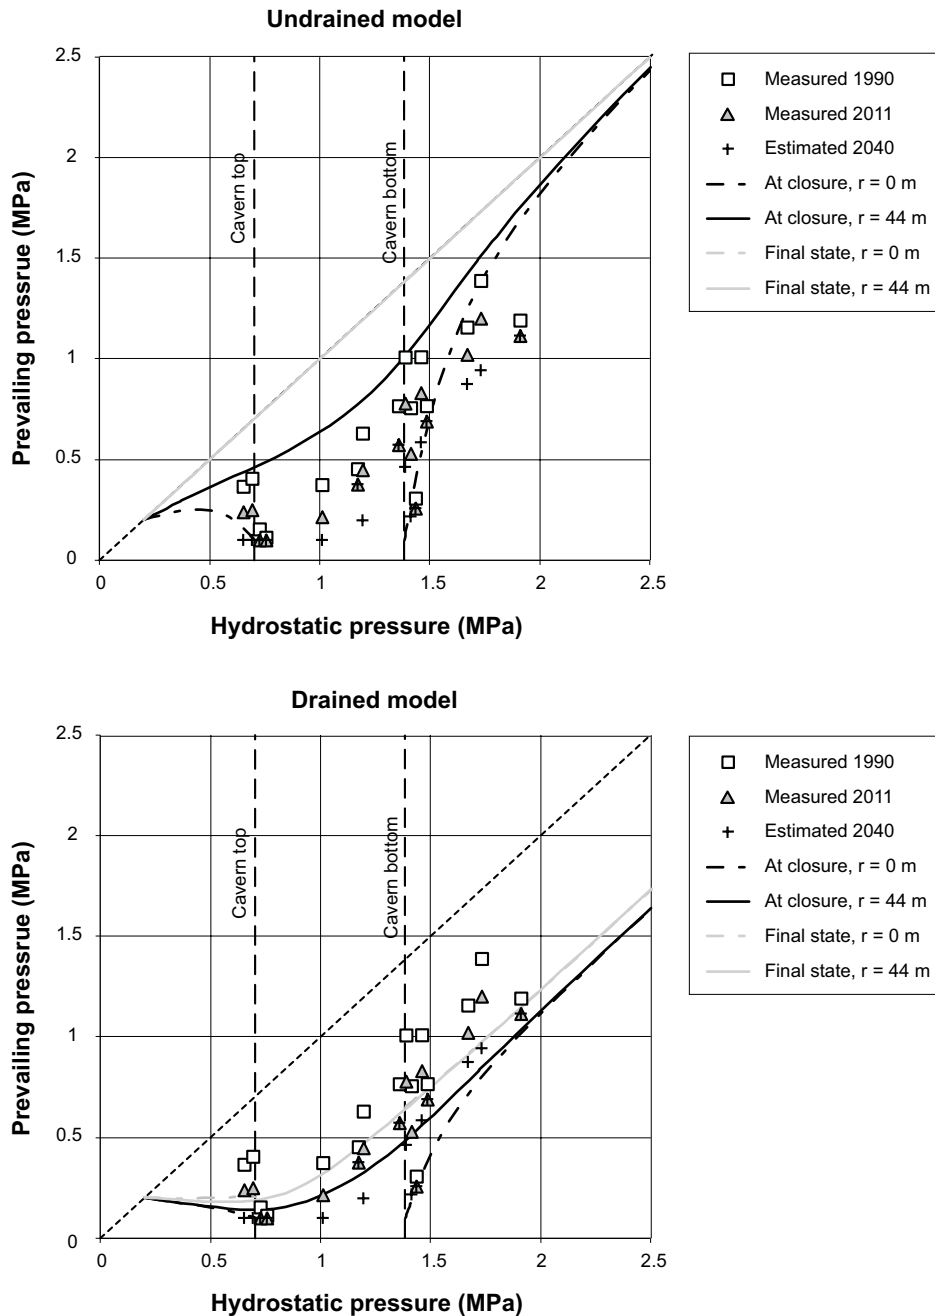 Undrained model
2.5
2
1.5
1
0.5
0
0
0.5
1
1.5
2
2.5
Prevailing pressrue (MPa)
Hydrostatic pressure (MPa)
Cavern top
Cavern bottom
Measured 1990
Measured 2011
Estimated 2040
At closure, r = 0 m
At closure, r = 44 m
Final state, r = 0 m
Final state, r = 44 m
Drained model
2.5
2
1.5
1
0.5
0
0
0.5
1
1.5
2
2.5
Prevailing pressrue (MPa)
Hydrostatic pressure (MPa)
Cavern top
Cavern bottom
Measured 1990
Measured 2011
Estimated 2040
At closure, r = 0 m
At closure, r = 44 m
Final state, r = 0 m
Final state, r = 44 m